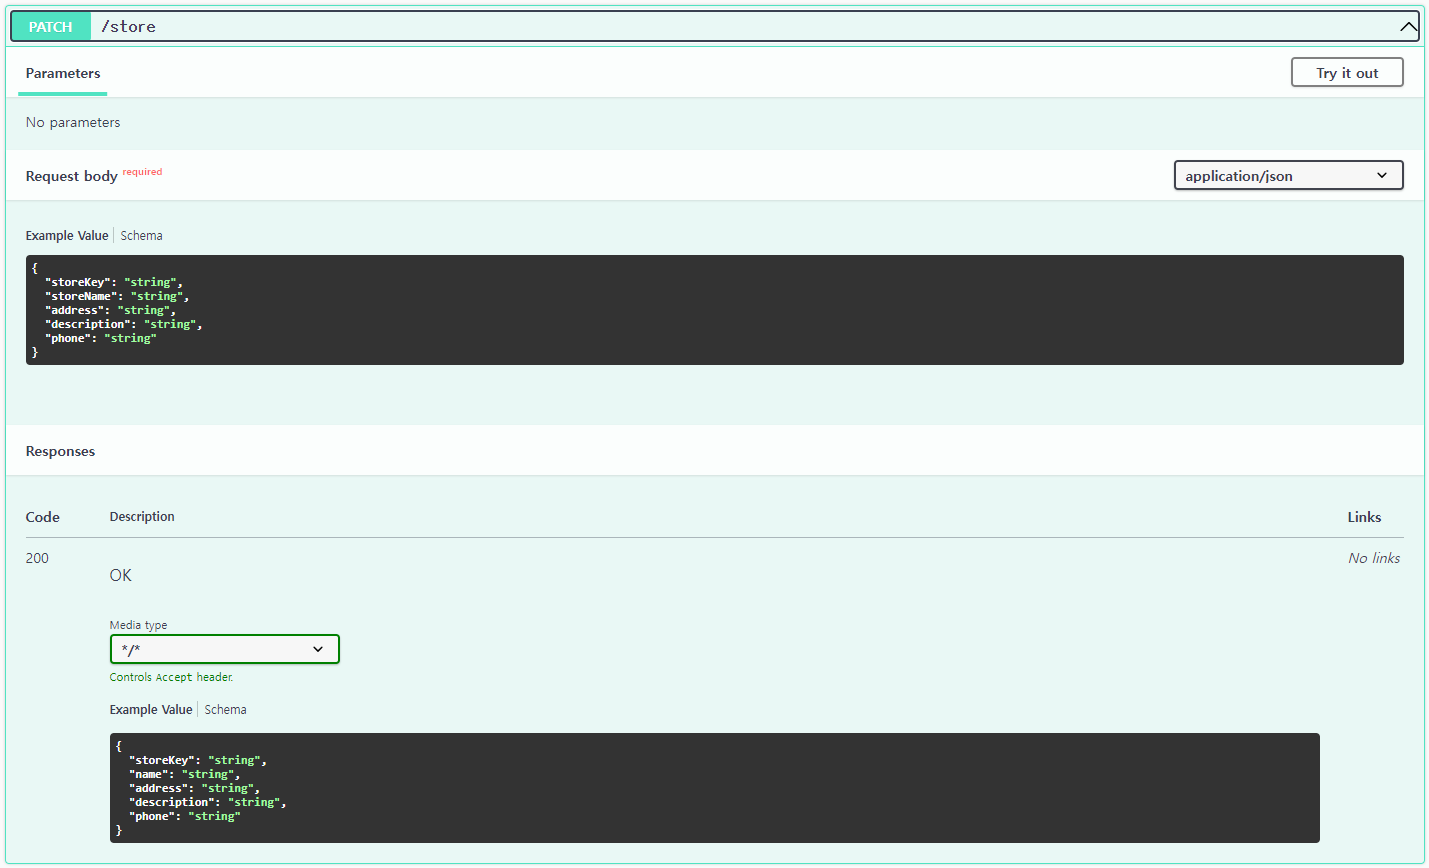 PATCH /store
Parameters
Try it out
No parameters
Request body required
application/json
Example Value Schema
{
  "storeKey": "string",
  "storeName": "string",
  "address": "string",
  "description": "string",
  "phone": "string"
}
Responses
Code Description Links
200 No links
OK
Media type
*/*
Controls Accept header.
Example Value Schema
{
  "storeKey": "string",
  "name": "string",
  "address": "string",
  "description": "string",
  "phone": "string"
}